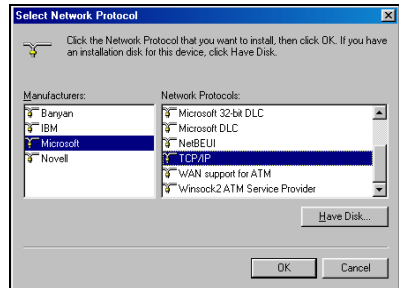 Select Network Protocol
Click the Network Protocol that you want to install, then click OK. If you have
an installation disk for this device, click Have Disk.
Manufacturers:
Banyan
IBM
Microsoft
Novell
Network Protocols:
Microsoft 32-bit DLC
Microsoft DLC
NetBEUI
TCP/IP
WAN support for ATM
Winsock2 ATM Service Provider
Have Disk...
OK
Cancel